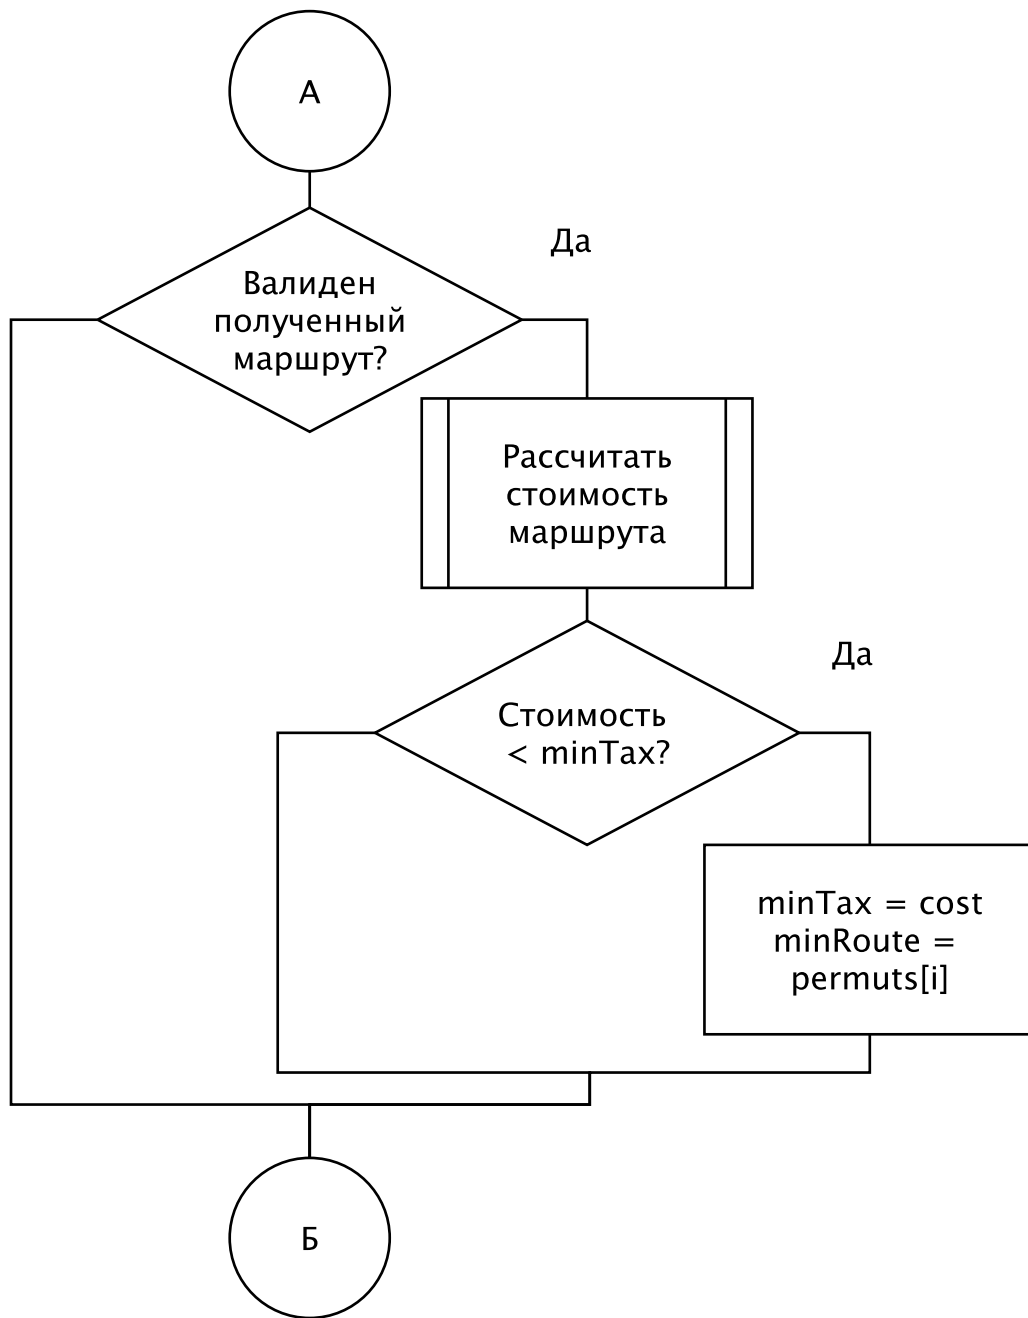 А
Да
Валиден
полученный
маршрут?
Рассчитать
стоимость
маршрута
Да
Стоимость
< minTax?
minTax = cost
minRoute =
permuts[i]
Б